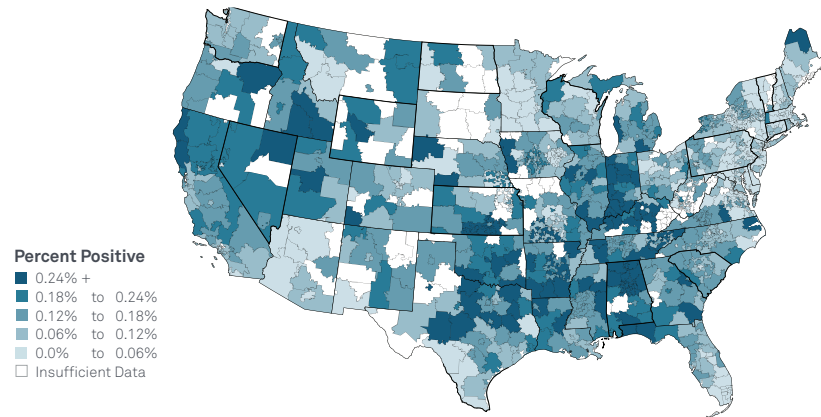 Percent Positive
0.24% +
0.18% to 0.24%
0.12% to 0.18%
0.06% to 0.12%
0.0% to 0.06%
Insufficient Data